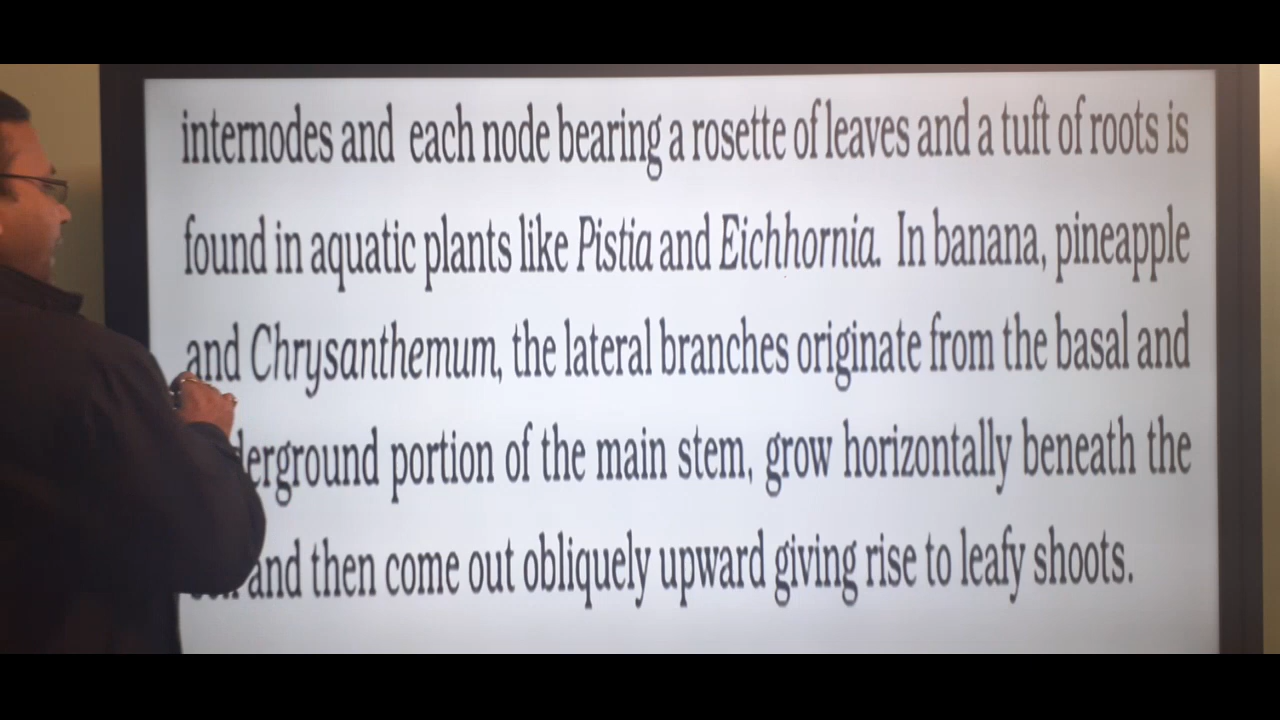 internodes and each node bearing a rosette of leaves and a tuft of roots is
found in aquatic plants like Pistia and Eichhornia. In banana, pineapple
and Chrysanthemum, the lateral branches originate from the basal and
derground portion of the main stem, grow horizontally beneath the
and then come out obliquely upward giving rise to leafy shoots.